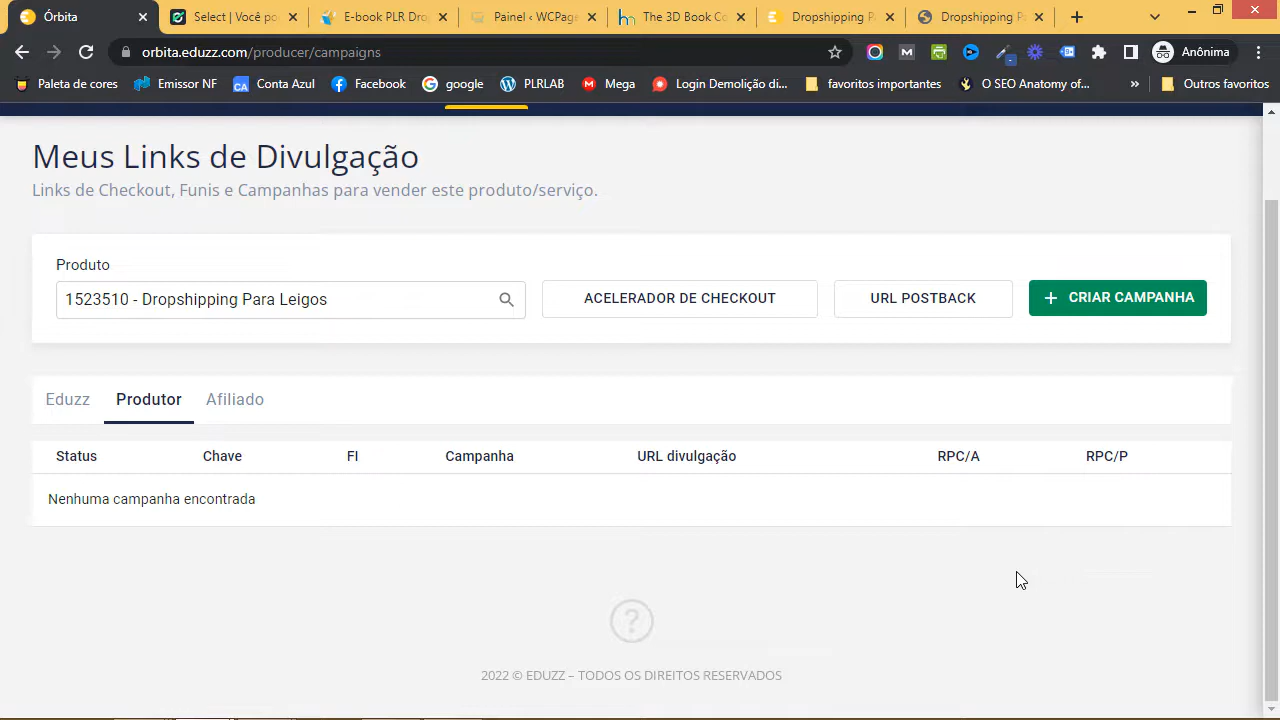 Órbita
Select | Você po
E-book PLR Dro
Painel ‹ WCPage
The 3D Book Co
Dropshipping P
Dropshipping Pa
orbita.eduzz.com/producer/campaigns
Anônima
Paleta de cores
Emissor NF
CA Conta Azul
Facebook
google
PLRLAB
Mega
Login Demolição di...
favoritos importantes
O SEO Anatomy of...
»
Outros favoritos
Meus Links de Divulgação
Links de Checkout, Funis e Campanhas para vender este produto/serviço.
Produto
1523510 - Dropshipping Para Leigos
ACELERADOR DE CHECKOUT
URL POSTBACK
+ CRIAR CAMPANHA
Eduzz Produtor Afiliado
Status Chave FI Campanha URL divulgação RPC/A RPC/P
Nenhuma campanha encontrada
?
2022 © EDUZZ – TODOS OS DIREITOS RESERVADOS